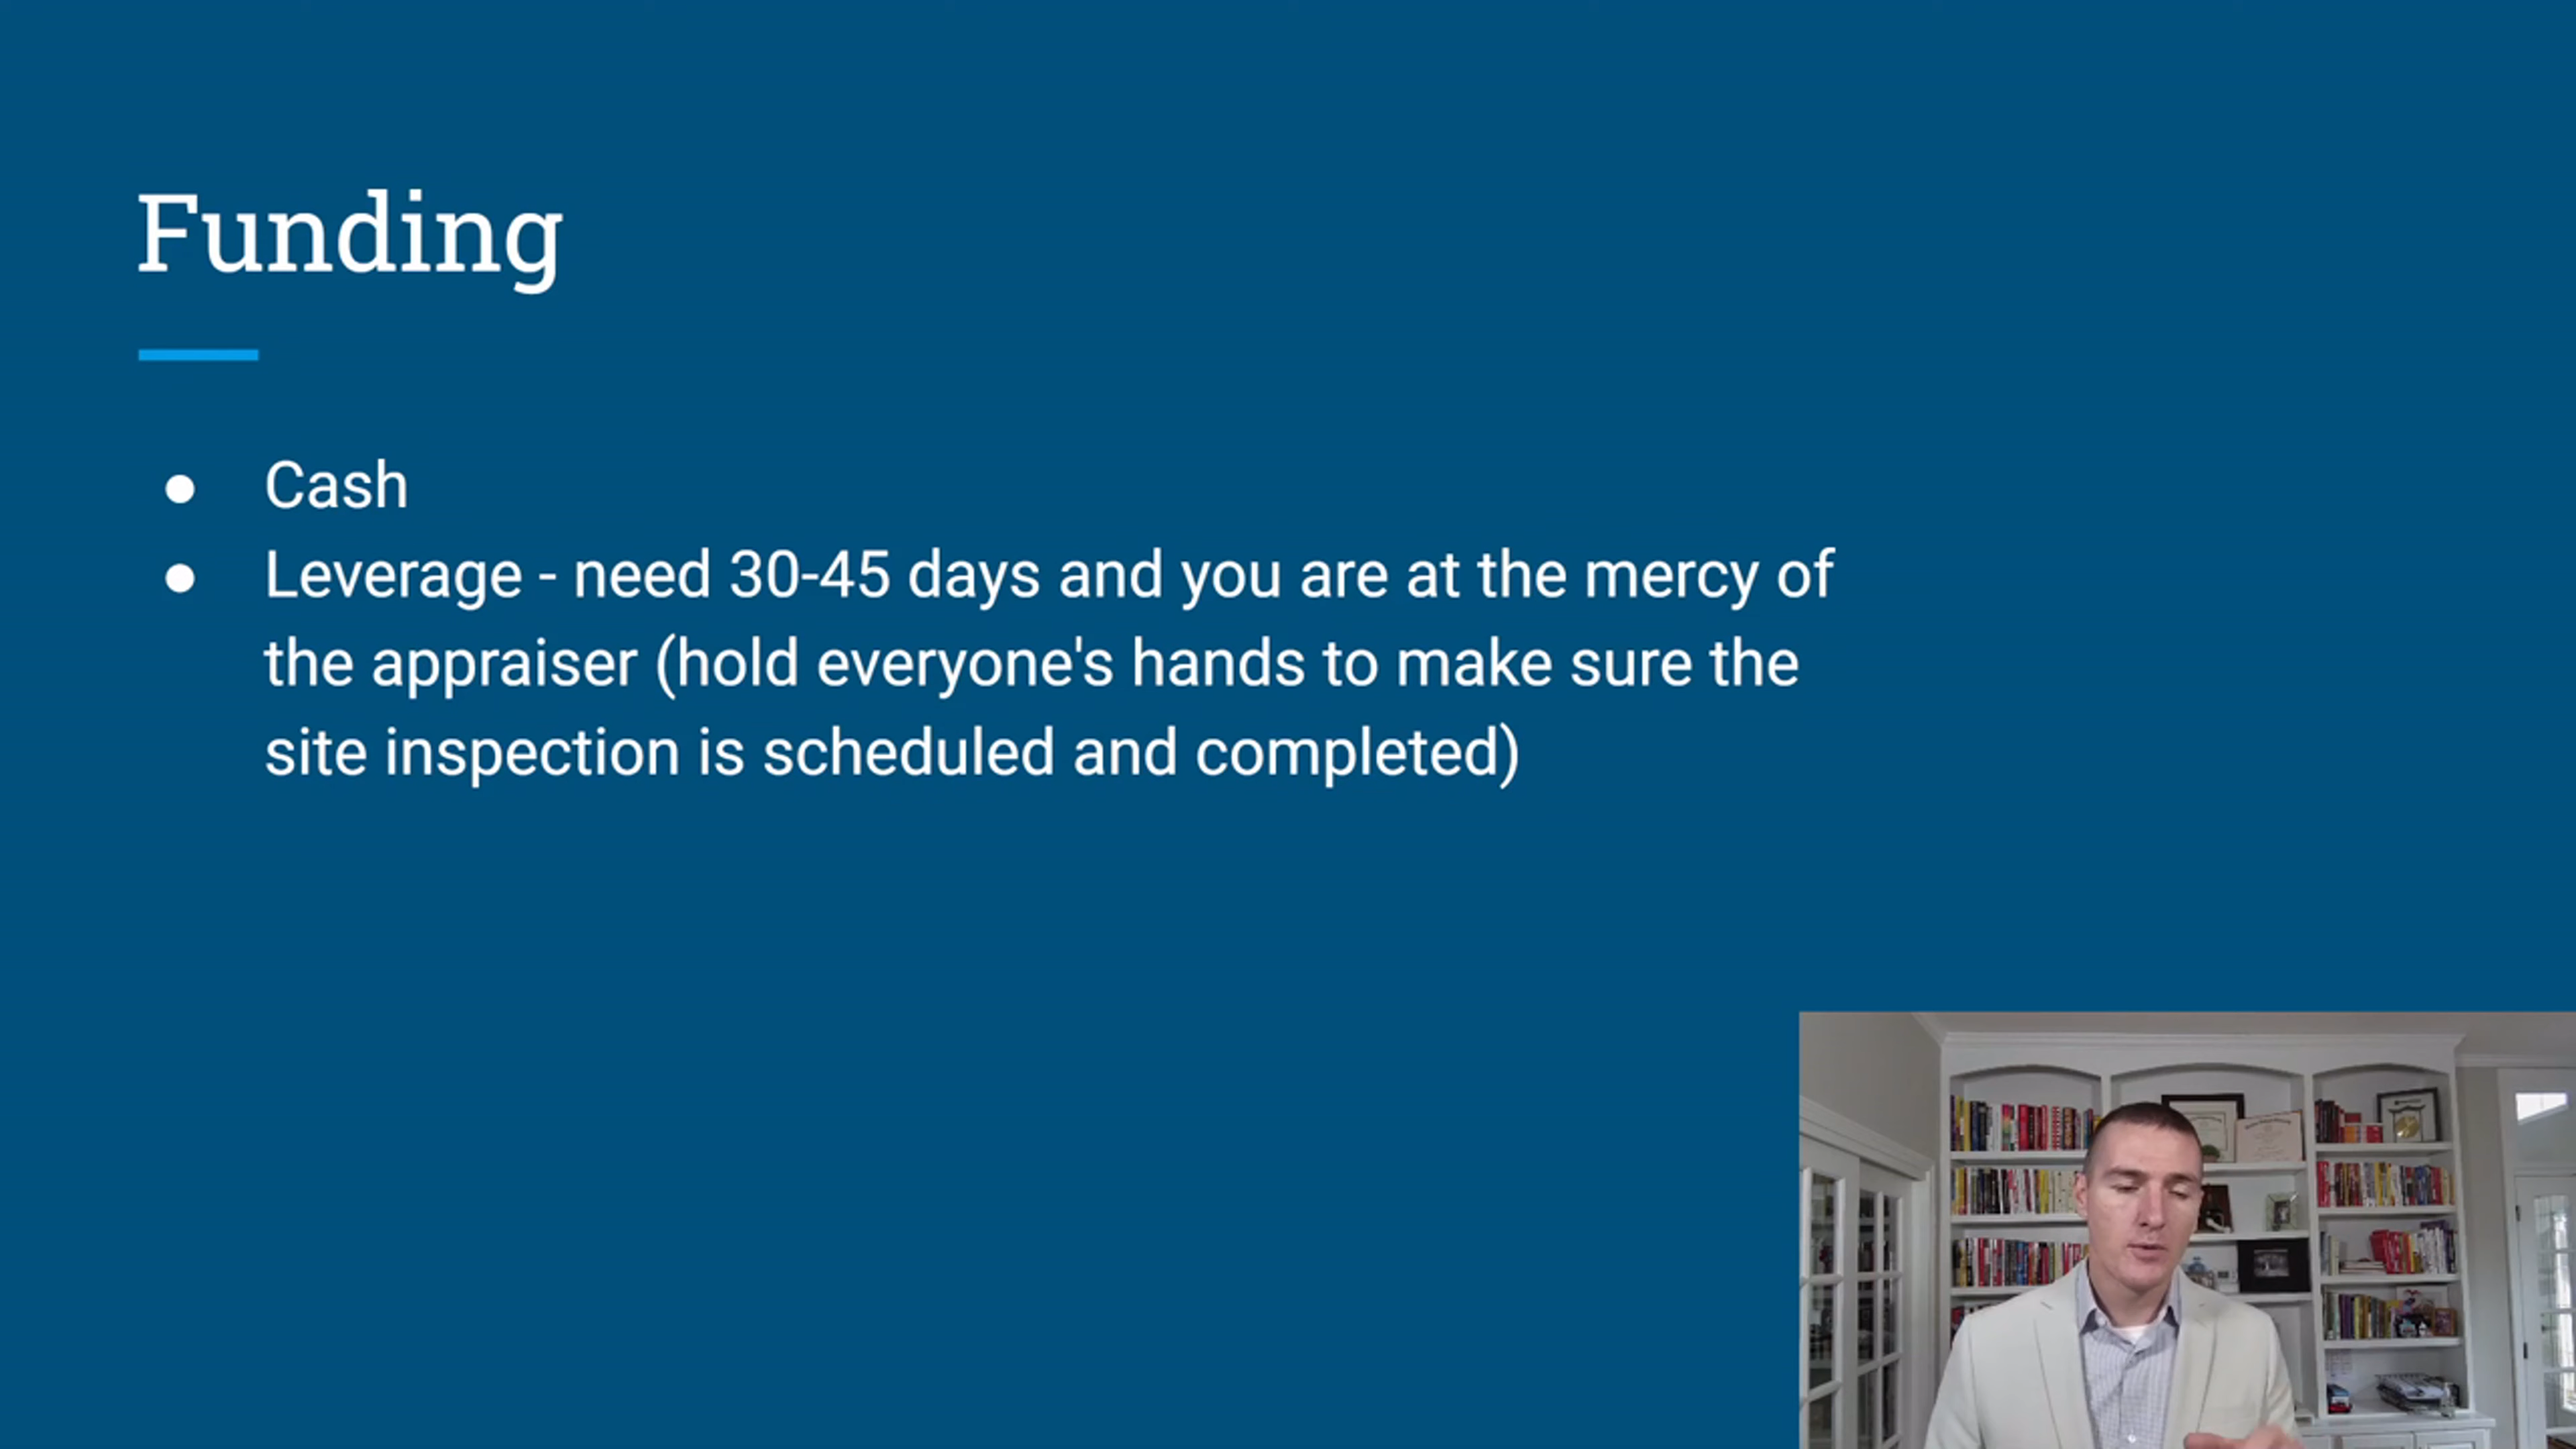 Funding
● Cash
● Leverage - need 30-45 days and you are at the mercy of
the appraiser (hold everyone's hands to make sure the
site inspection is scheduled and completed)